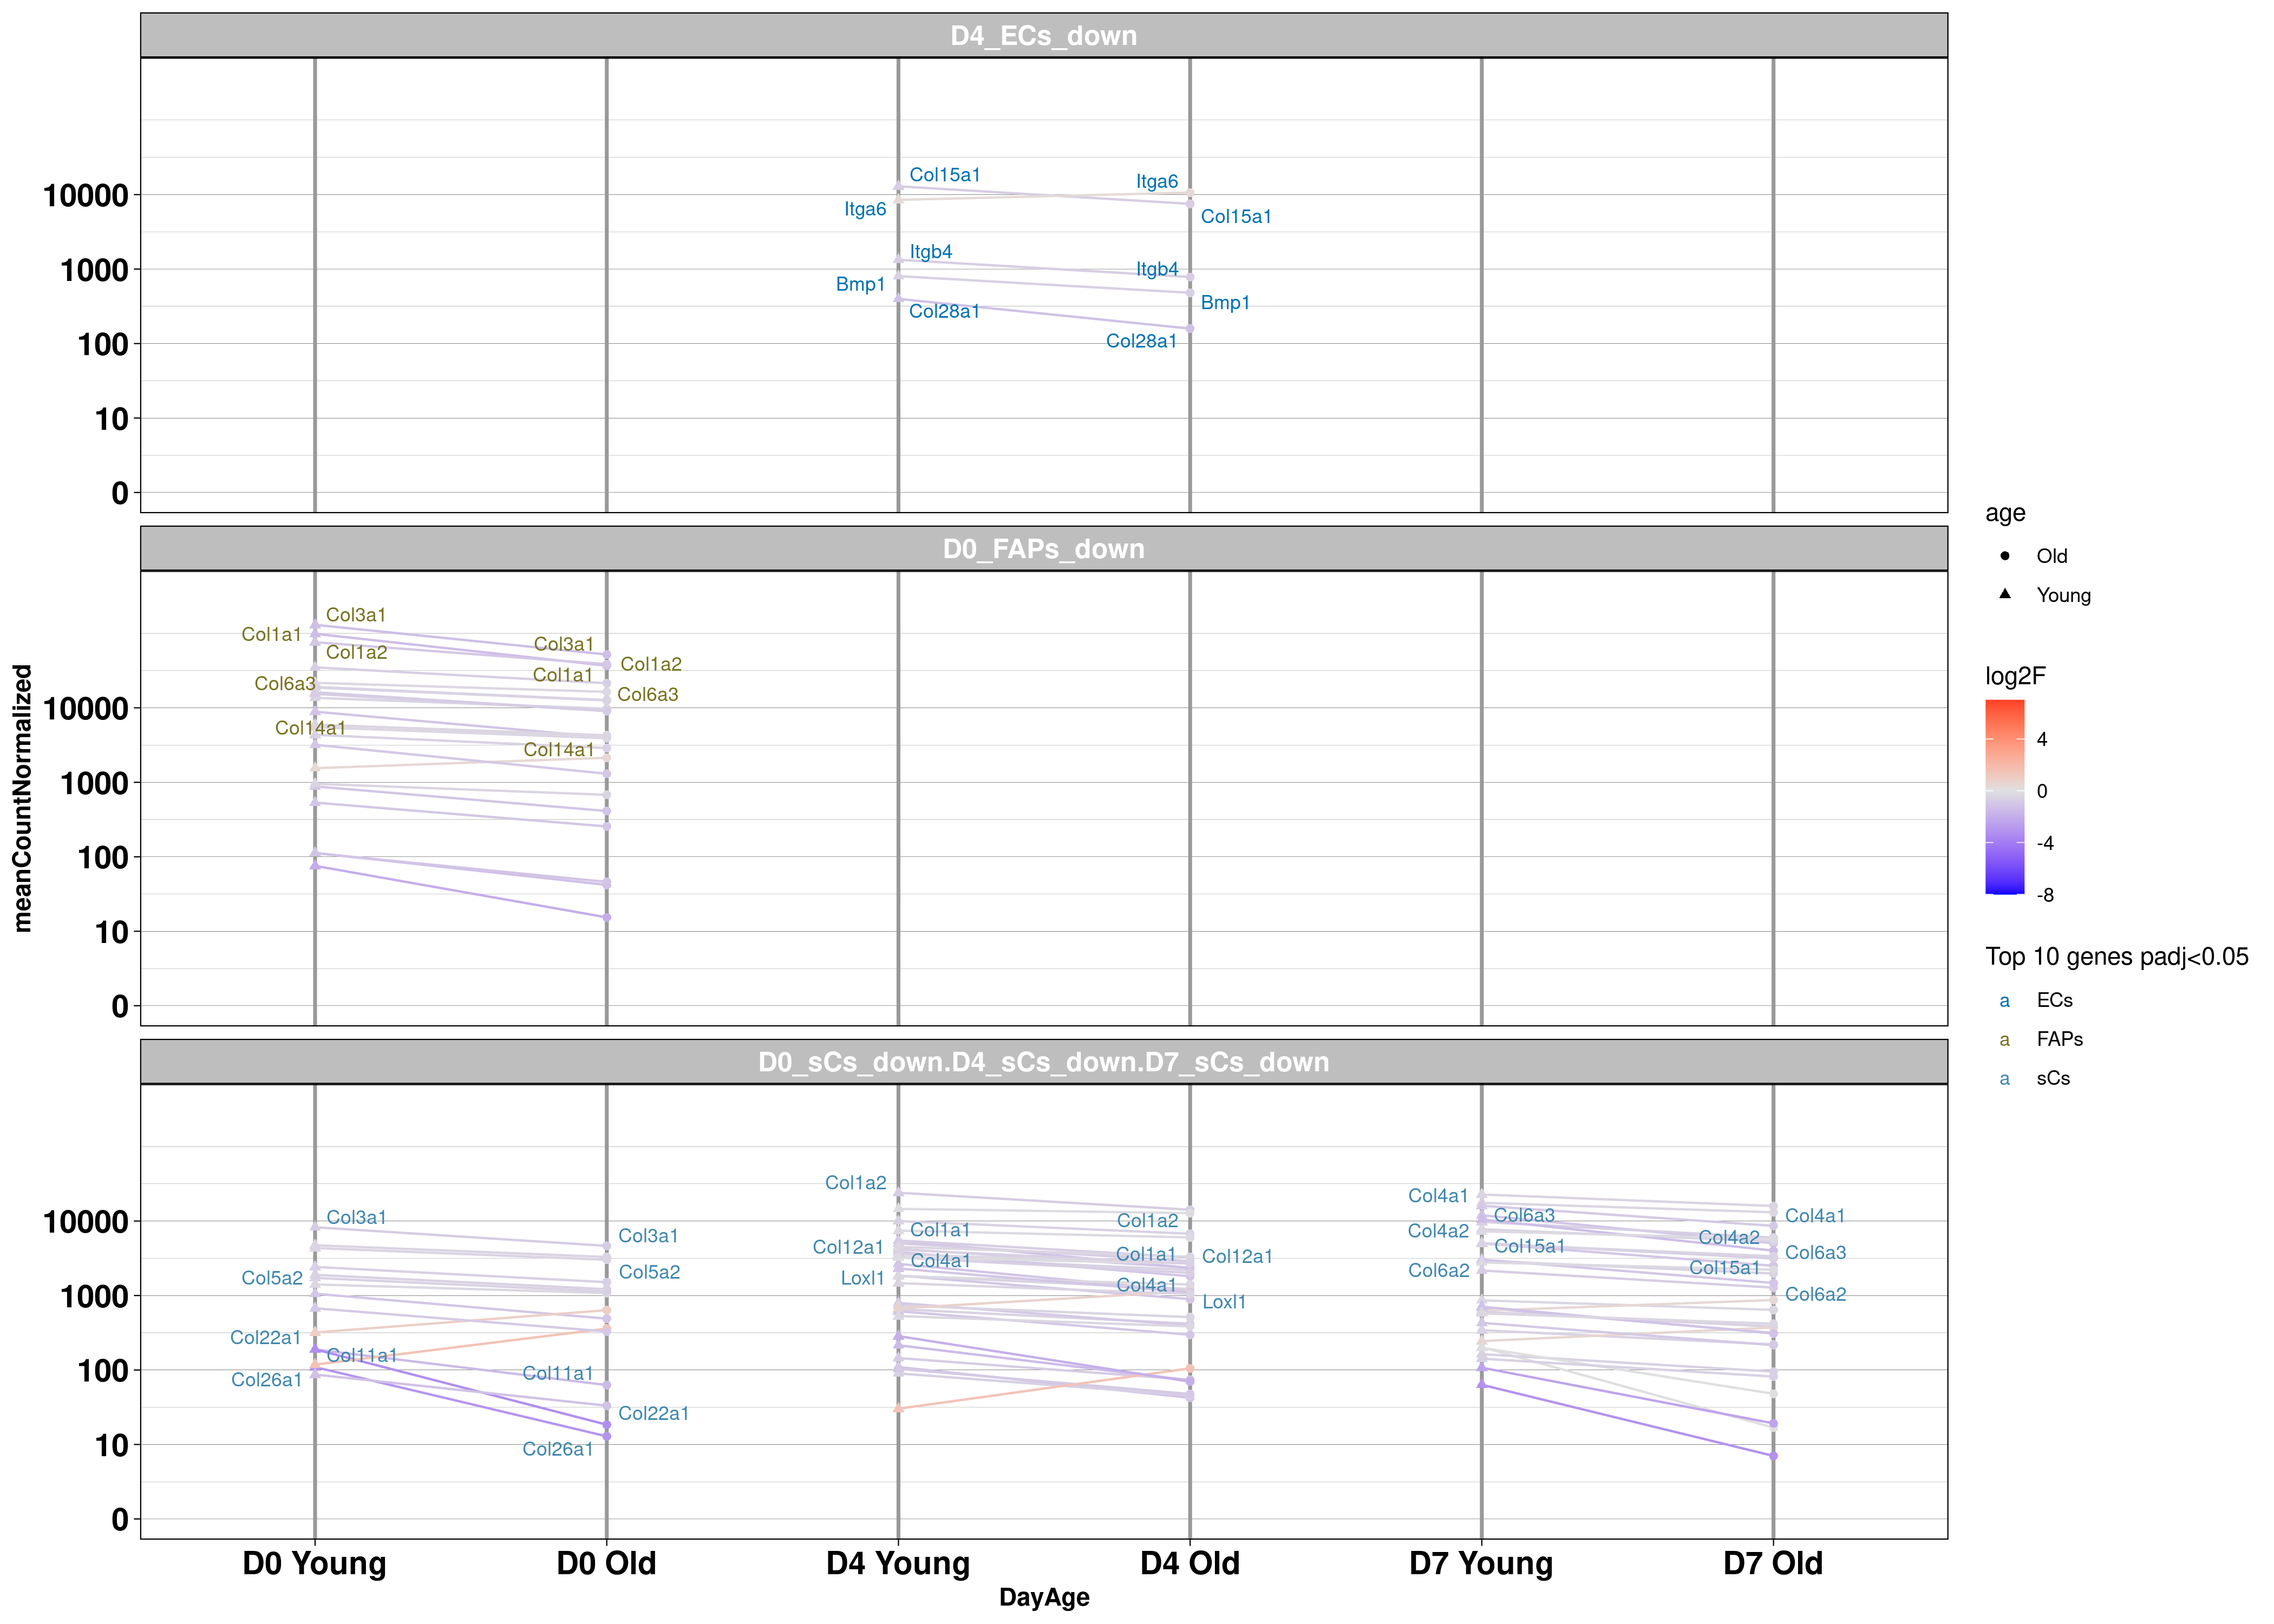 D4_ECs_down
10000
1000
100
10
0
Col15a1
Itga6
Itga6
Col15a1
Itgb4
Itgb4
Bmp1
Bmp1
Col28a1
Col28a1
D0_FAPs_down
10000
1000
100
10
0
Col3a1
Col1a1
Col3a1
Col1a2
Col1a2
Col1a1
Col6a3
Col6a3
Col14a1
Col14a1
D0_sCs_down.D4_sCs_down.D7_sCs_down
10000
1000
100
10
0
Col3a1
Col3a1
Col5a2
Col5a2
Col22a1
Col11a1
Col11a1
Col26a1
Col22a1
Col26a1
Col1a2
Col1a2
Col1a1
Col12a1
Col1a1
Col12a1
Col4a1
Loxl1
Col4a1
Loxl1
Col4a1
Col6a3
Col4a1
Col4a2
Col4a2
Col15a1
Col6a3
Col6a2
Col15a1
Col6a2
D0 Young
D0 Old
D4 Young
D4 Old
D7 Young
D7 Old
DayAge
meanCountNormalized
age
Old
Young
log2F
4
0
-4
-8
Top 10 genes padj<0.05
a ECs
a FAPs
a sCs